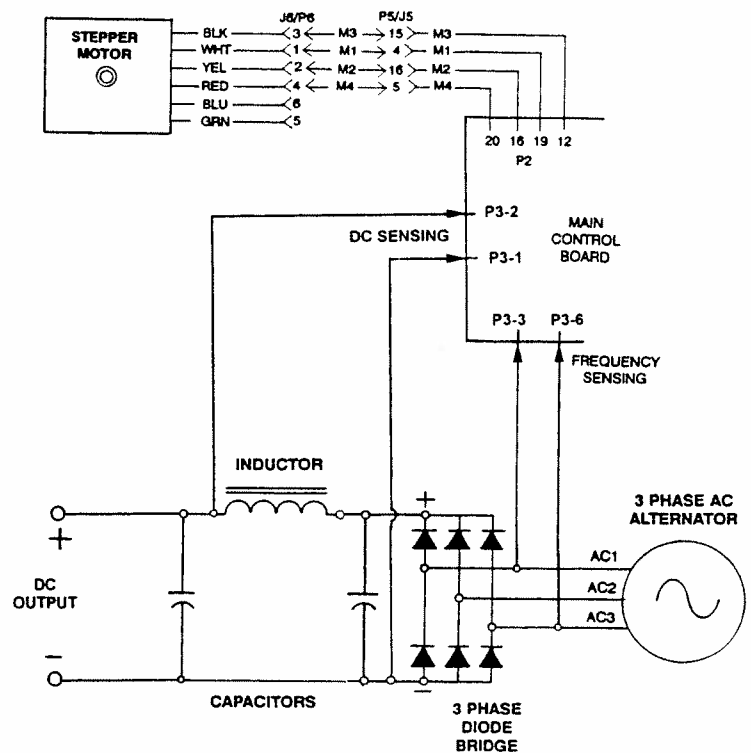 J6/P6 P5/J5
STEPPER MOTOR
BLK 3 M3 15 M3
WHT 1 M1 4 M1
YEL 2 M2 16 M2
RED 4 M4 5 M4
BLU 6
GRN 5
20 16 19 12
P2
P3-2
DC SENSING
P3-1
MAIN
CONTROL
BOARD
P3-3 P3-6
FREQUENCY
SENSING
INDUCTOR
3 PHASE AC
ALTERNATOR
+
+
DC
OUTPUT
AC1
AC2
AC3
−
−
CAPACITORS
3 PHASE
DIODE
BRIDGE